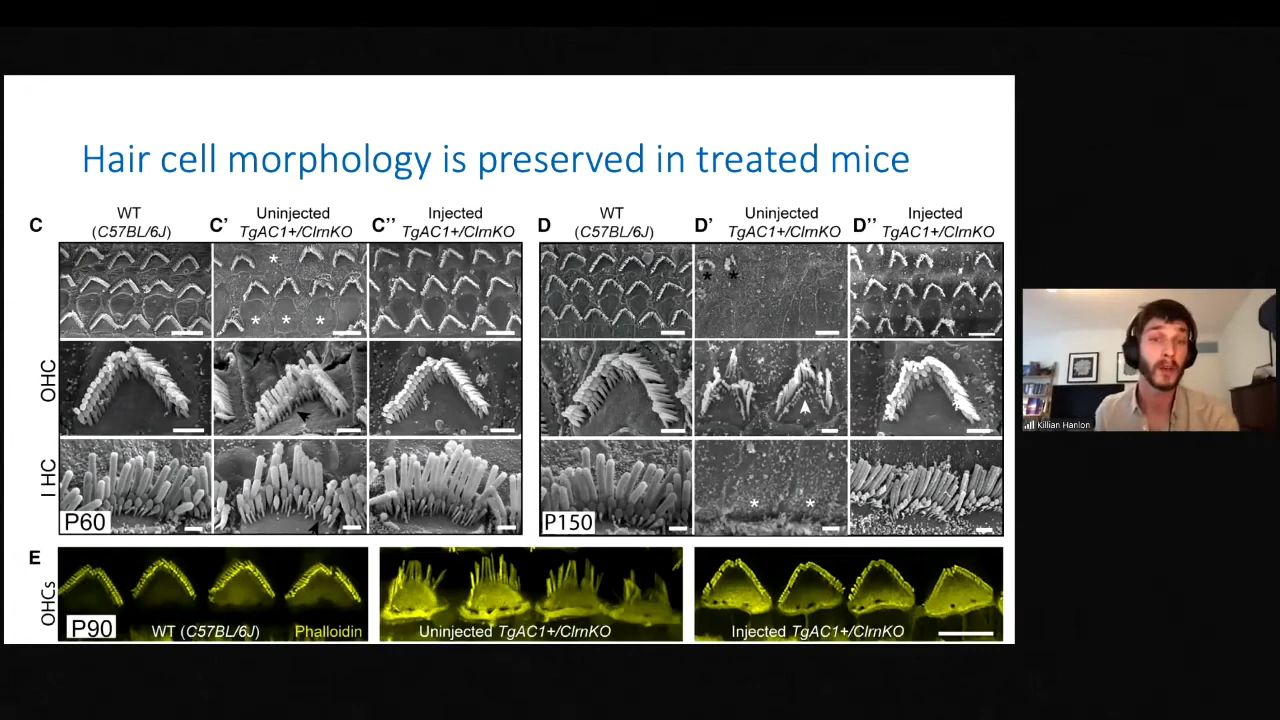 Hair cell morphology is preserved in treated mice
C
WT
(C57BL/6J)
C'
Uninjected
TgAC1+/ClrnKO
C''
Injected
TgAC1+/ClrnKO
D
WT
(C57BL/6J)
D'
Uninjected
TgAC1+/ClrnKO
D''
Injected
TgAC1+/ClrnKO
OHC
I HC
P60
P150
E
OHCs
P90
WT (C57BL/6J)
Phalloidin
Uninjected TgAC1+/ClrnKO
Injected TgAC1+/ClrnKO
Killian Hanlon